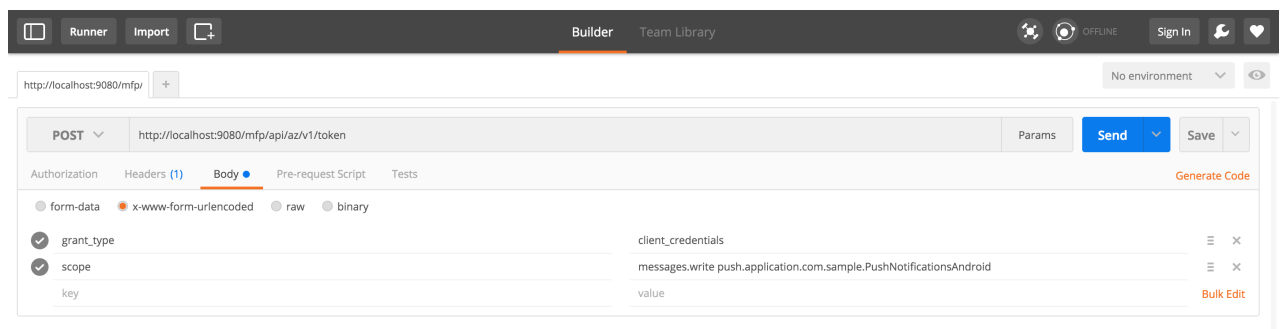 Runner Import Builder Team Library OFFLINE Sign In
http://localhost:9080/mfp/ + No environment
POST http://localhost:9080/mfp/api/az/v1/token Params Send Save
Authorization Headers (1) Body Pre-request Script Tests Generate Code
form-data x-www-form-urlencoded raw binary
grant_type client_credentials
scope messages.write push.application.com.sample.PushNotificationsAndroid
key value Bulk Edit